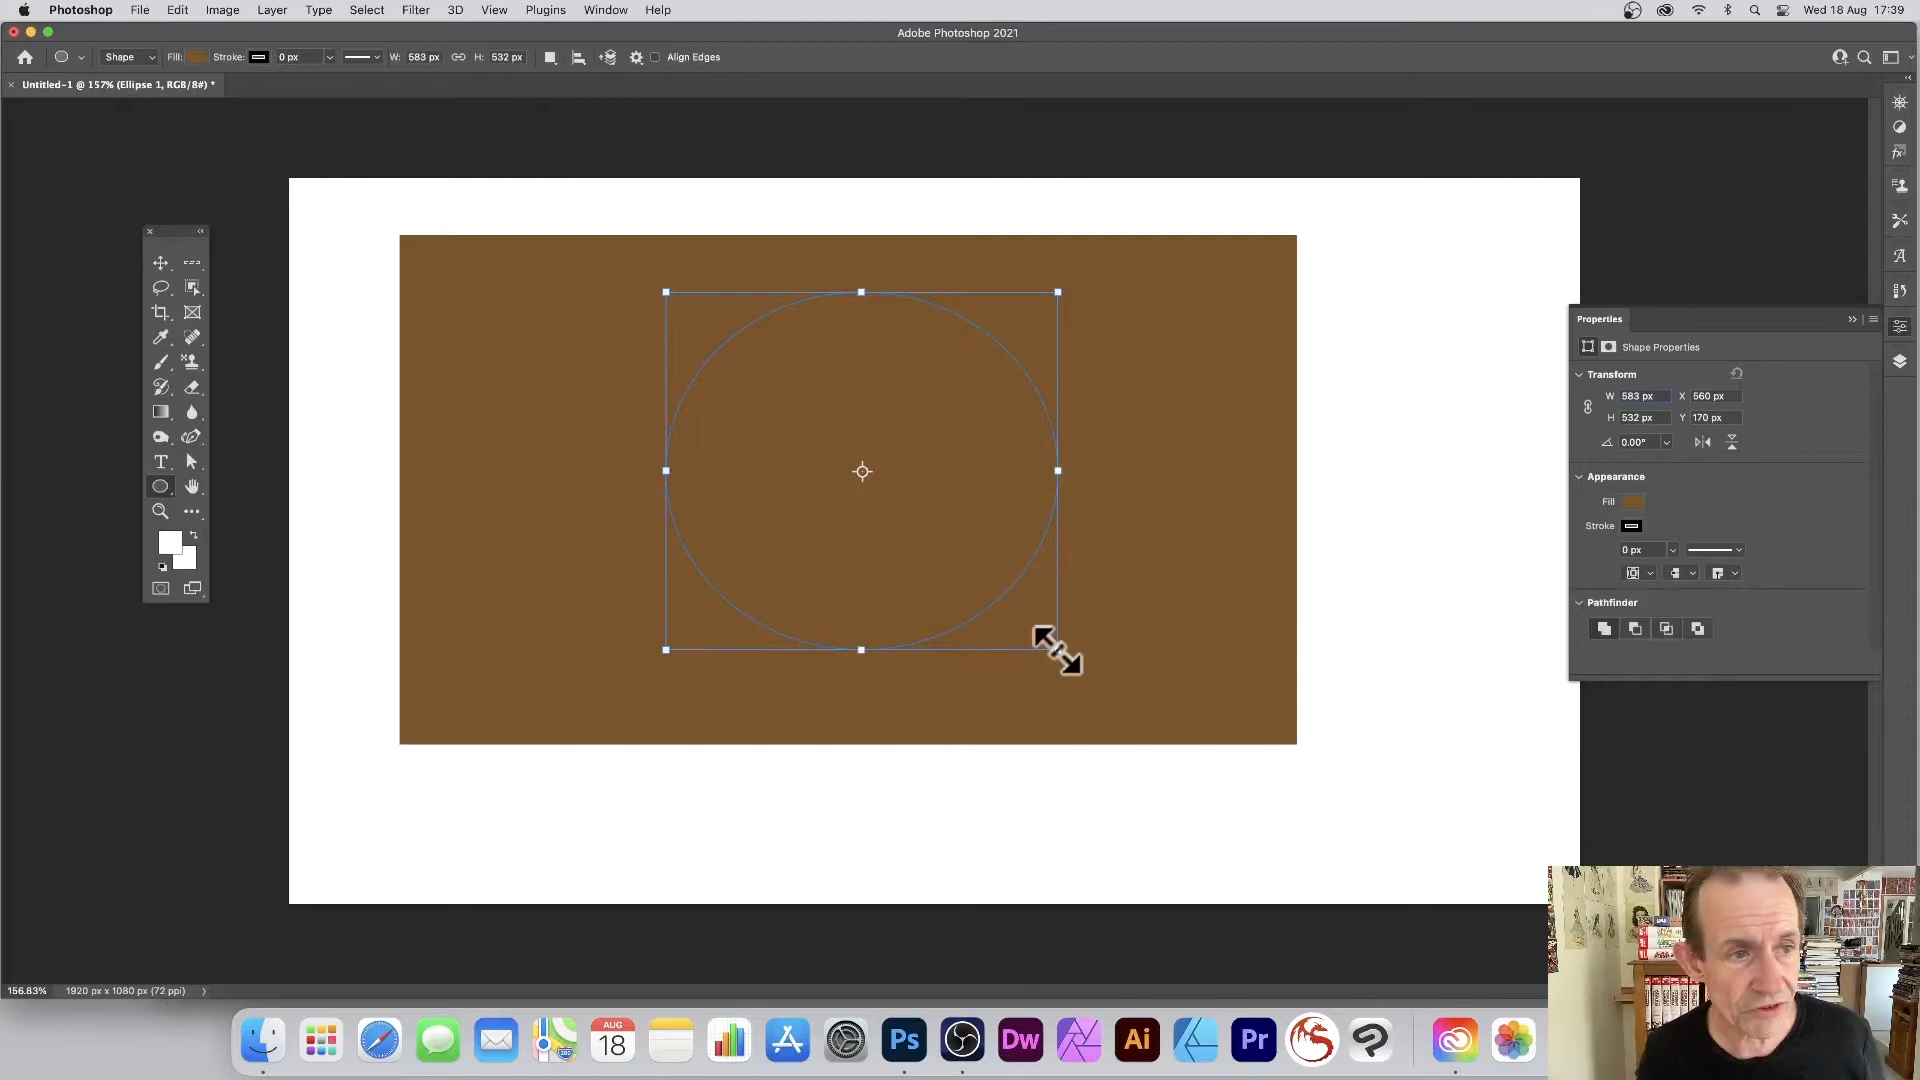 Photoshop File Edit Image Layer Type Select Filter 3D View Plugins Window Help Wed 18 Aug 17:39
Adobe Photoshop 2021
Shape Fill: Stroke: 0 px W: 583 px H: 532 px Align Edges
Untitled-1 @ 157% (Ellipse 1, RGB/8#) *
Properties
Shape Properties
Transform
W 583 px X 560 px
H 532 px Y 170 px
0.00°
Appearance
Fill
Stroke
0 px
Pathfinder
156.83% 1920 px x 1080 px (72 ppi)
AUG
18
280
Ps Dw Ai Pr